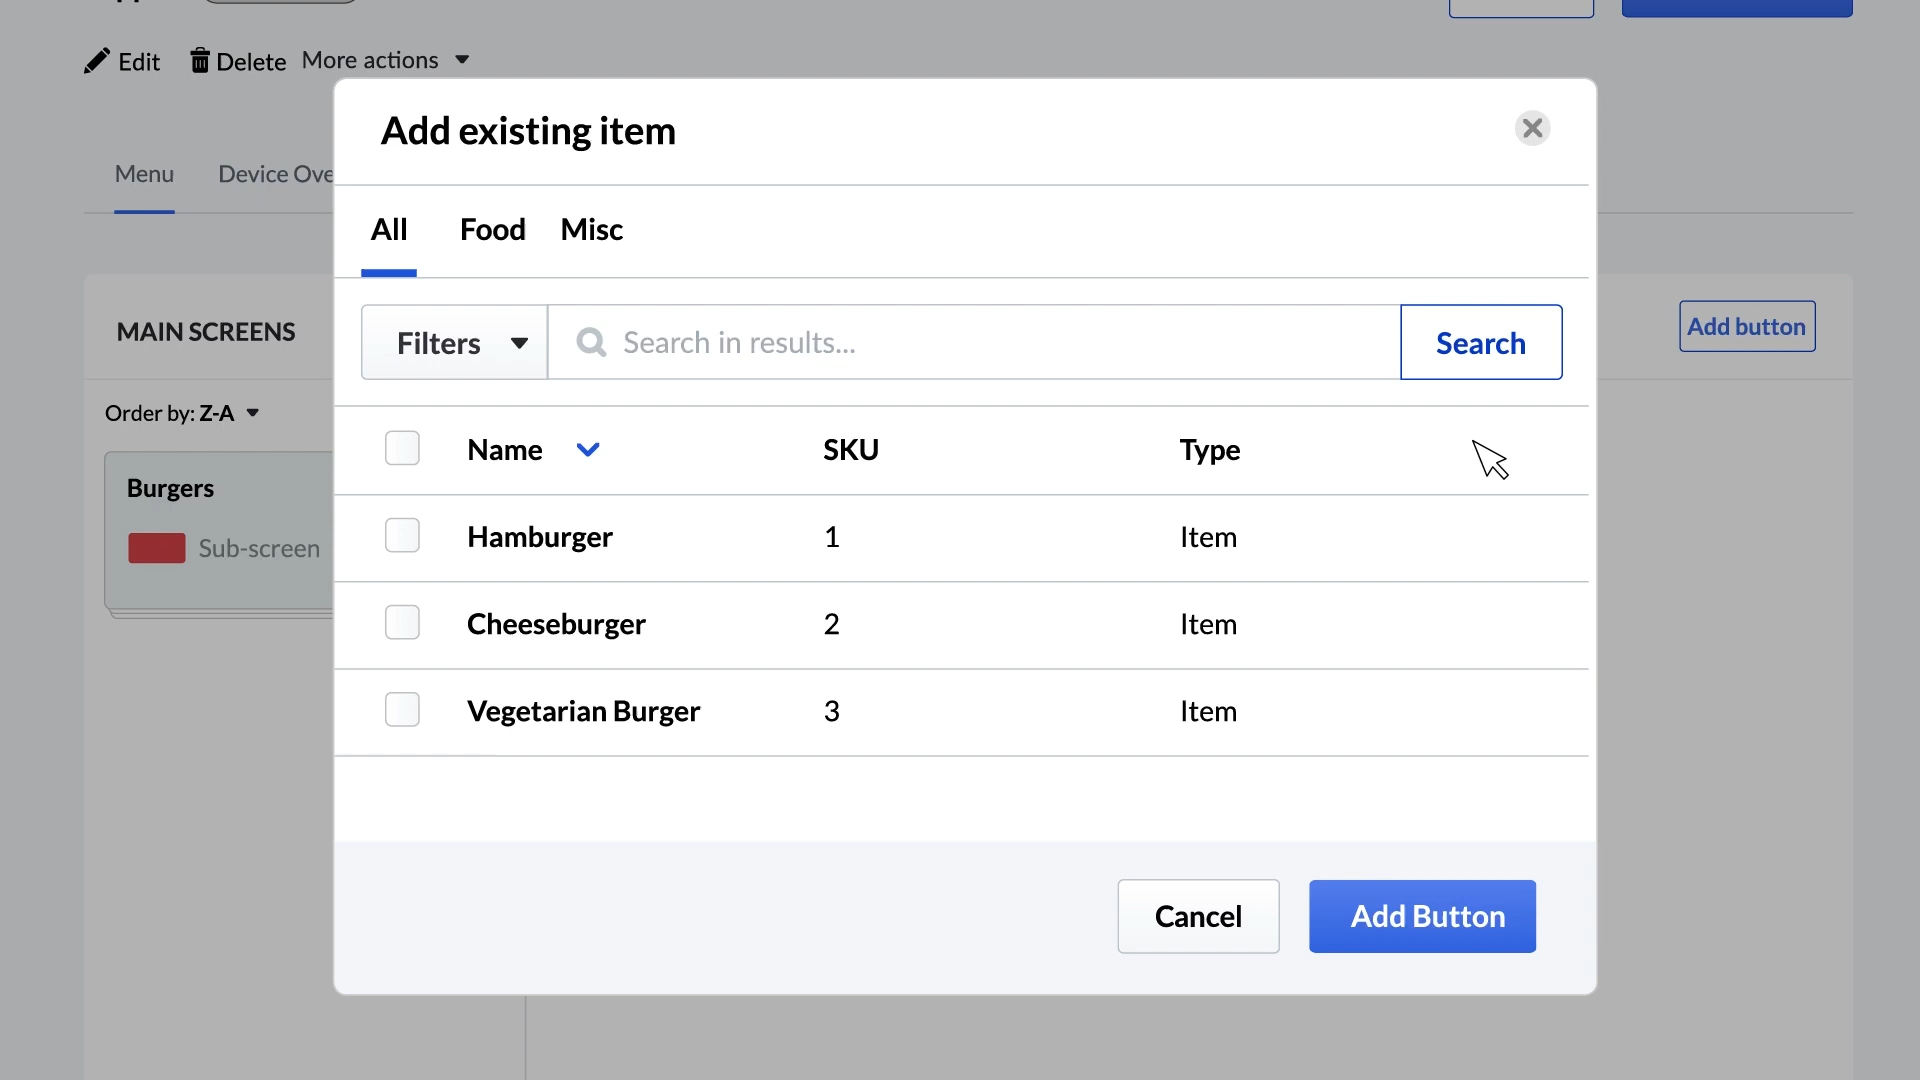 Edit Delete More actions
Add existing item
Menu Device Ove
All Food Misc
MAIN SCREENS
Add button
Filters Search in results... Search
Order by: Z-A
Name SKU Type
Burgers
Sub-screen
Hamburger 1 Item
Cheeseburger 2 Item
Vegetarian Burger 3 Item
Cancel Add Button